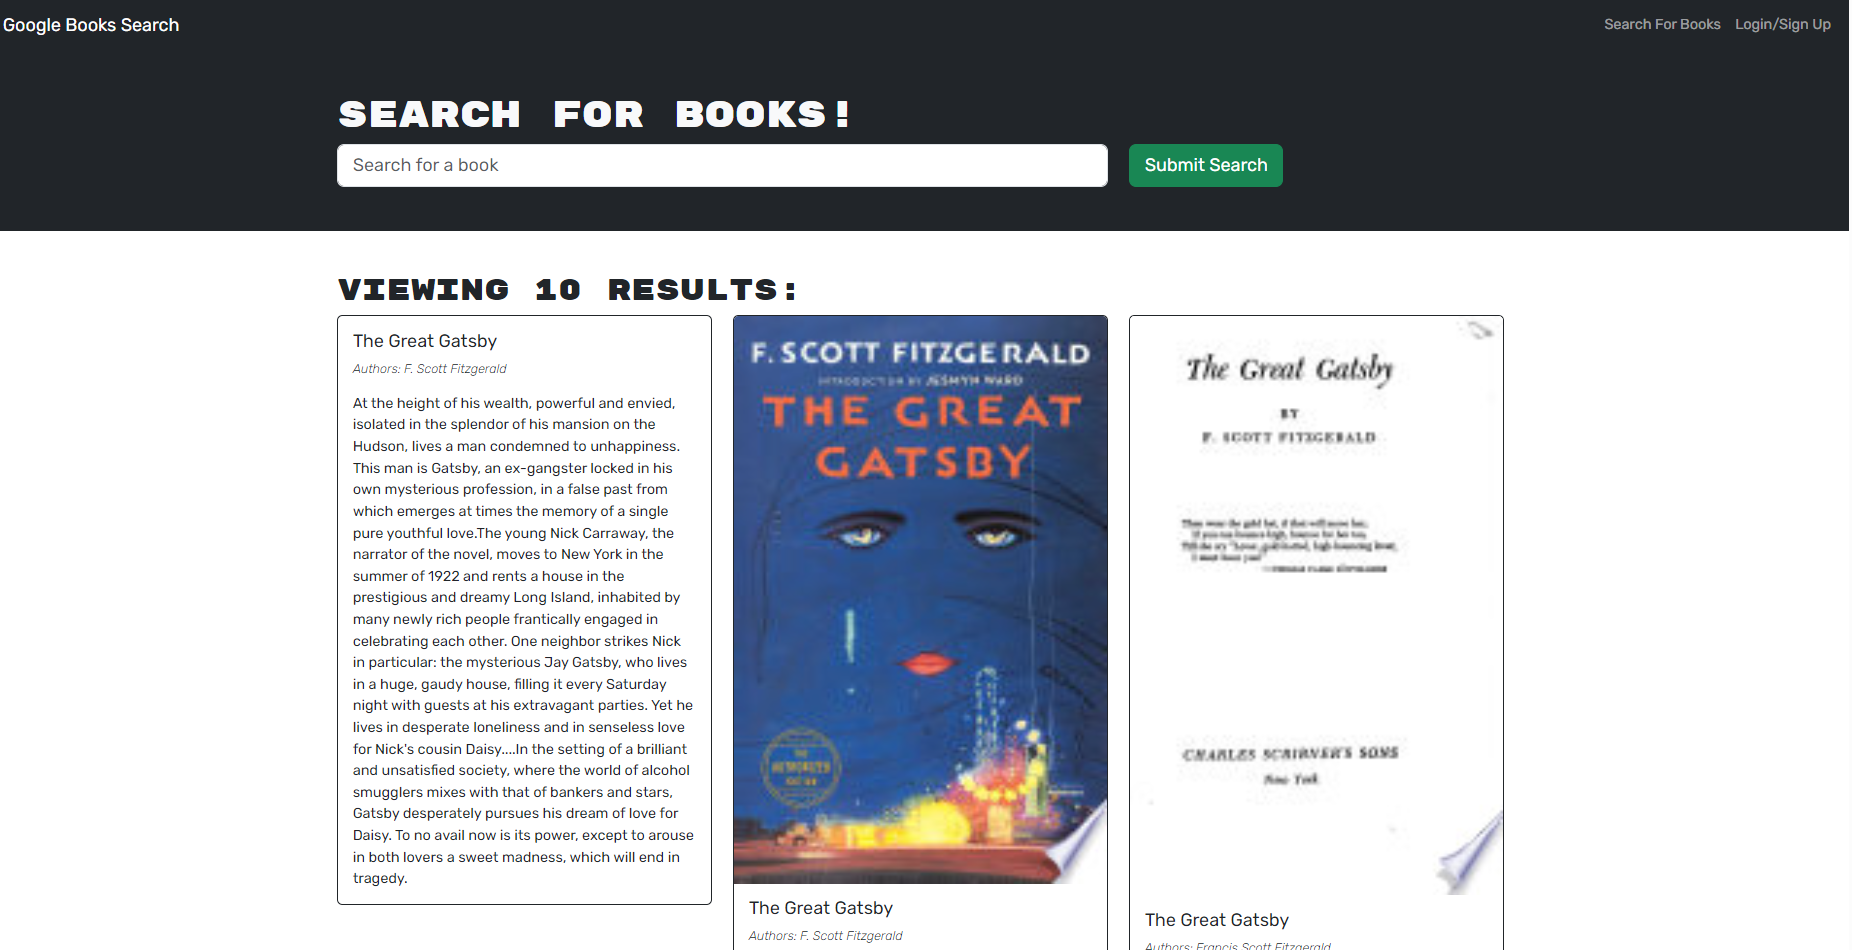 Google Books Search
Search For Books
Login/Sign Up
SEARCH FOR BOOKS!
Search for a book
Submit Search
VIEWING 10 RESULTS:
The Great Gatsby
Authors: F. Scott Fitzgerald
At the height of his wealth, powerful and envied,
isolated in the splendor of his mansion on the
Hudson, lives a man condemned to unhappiness.
This man is Gatsby, an ex-gangster locked in his
own mysterious profession, in a false past from
which emerges at times the memory of a single
pure youthful love.The young Nick Carraway, the
narrator of the novel, moves to New York in the
summer of 1922 and rents a house in the
prestigious and dreamy Long Island, inhabited by
many newly rich people frantically engaged in
celebrating each other. One neighbor strikes Nick
in particular: the mysterious Jay Gatsby, who lives
in a huge, gaudy house, filling it every Saturday
night with guests at his extravagant parties. Yet he
lives in desperate loneliness and in senseless love
for Nick's cousin Daisy....In the setting of a brilliant
and unsatisfied society, where the world of alcohol
smugglers mixes with that of bankers and stars,
Gatsby desperately pursues his dream of love for
Daisy. To no avail now is its power, except to arouse
in both lovers a sweet madness, which will end in
tragedy.
F. SCOTT FITZGERALD
INTRODUCTION BY JESMYN WARD
THE GREAT
GATSBY
THE
AUTHORIZED
EDITION
The Great Gatsby
Authors: F. Scott Fitzgerald
The Great Gatsby
BY
F. SCOTT FITZGERALD
CHARLES SCRIBNER'S SONS
New York
The Great Gatsby
Authors: Francis Scott Fitzgerald